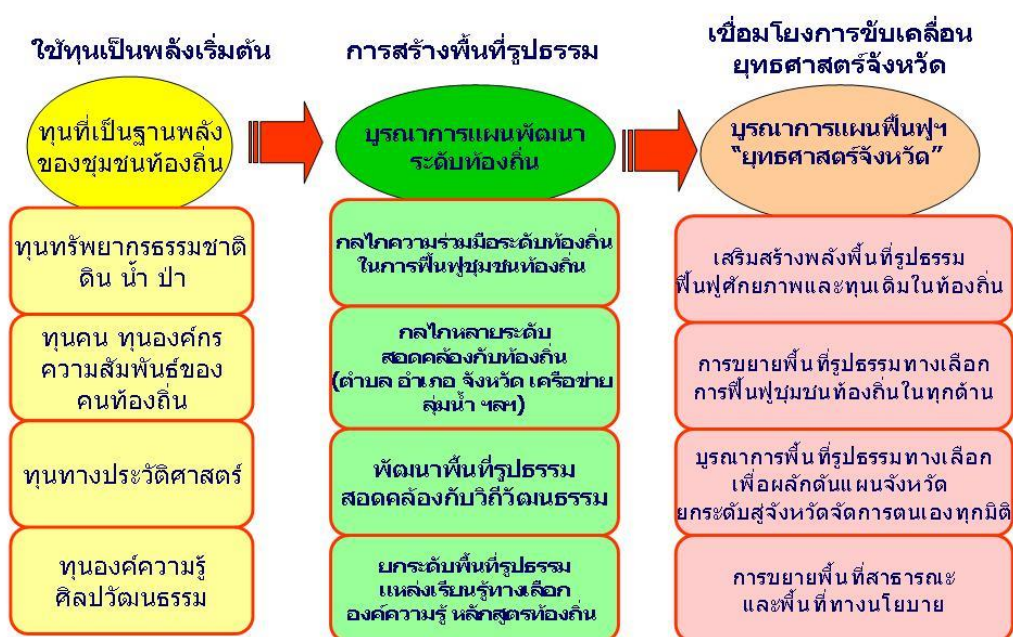 ใช้ทุนเป็นพลังเริ่มต้น
ทุนที่เป็นฐานพลัง
ของชุมชนท้องถิ่น
ทุนทรัพยากรธรรมชาติ
ดิน น้ำ ป่า
ทุนคน ทุนองค์กร
ความสัมพันธ์ของ
คนท้องถิ่น
ทุนทางประวัติศาสตร์
ทุนองค์ความรู้
ศิลปวัฒนธรรม
การสร้างพื้นที่รูปธรรม
บูรณาการแผนพัฒนา
ระดับท้องถิ่น
กลไกความร่วมมือระดับท้องถิ่น
ในการฟื้นฟูชุมชนท้องถิ่น
กลไกหลายระดับ
สอดคล้องกับท้องถิ่น
(ตำบล อำเภอ จังหวัด เครือข่าย
ลุ่มน้ำ ฯลฯ)
พัฒนาพื้นที่รูปธรรม
สอดคล้องกับวิถีวัฒนธรรม
ยกระดับพื้นที่รูปธรรม
แหล่งเรียนรู้ทางเลือก
องค์ความรู้ หลักสูตรท้องถิ่น
เชื่อมโยงการขับเคลื่อน
ยุทธศาสตร์จังหวัด
บูรณาการแผนฟื้นฟูฯ
“ยุทธศาสตร์จังหวัด”
เสริมสร้างพลังพื้นที่รูปธรรม
ฟื้นฟูศักยภาพและทุนเดิมในท้องถิ่น
การขยายพื้นที่รูปธรรมทางเลือก
การฟื้นฟูชุมชนท้องถิ่นในทุกด้าน
บูรณาการพื้นที่รูปธรรมทางเลือก
เพื่อผลักดันแผนจังหวัด
ยกระดับสู่จังหวัดจัดการตนเองทุกมิติ
การขยายพื้นที่สาธารณะ
และพื้นที่ทางนโยบาย